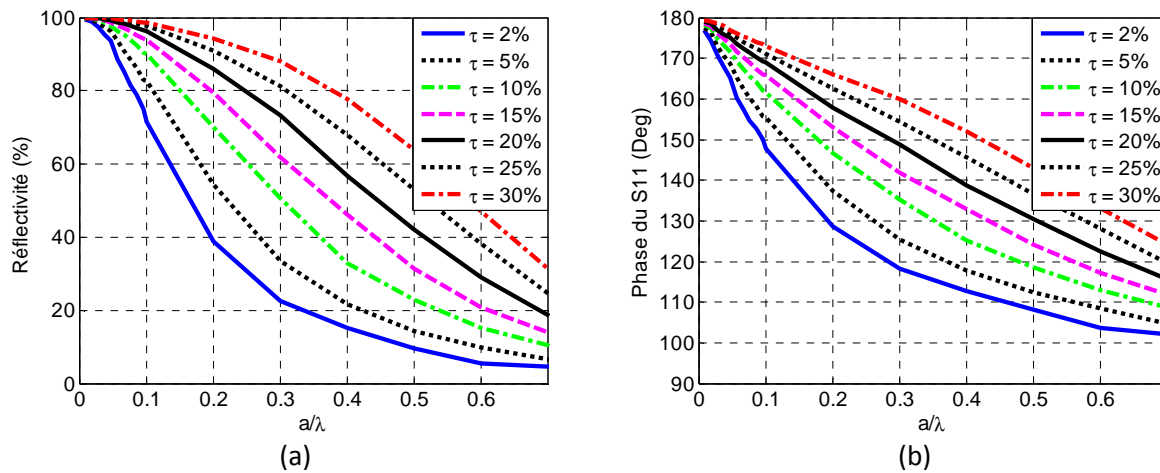 100
80
60
40
20
0
Réflectivité (%)
0 0.1 0.2 0.3 0.4 0.5 0.6
a/λ
τ = 2%
τ = 5%
τ = 10%
τ = 15%
τ = 20%
τ = 25%
τ = 30%
(a)
180
170
160
150
140
130
120
110
100
90
Phase du S11 (Deg)
0 0.1 0.2 0.3 0.4 0.5 0.6
a/λ
τ = 2%
τ = 5%
τ = 10%
τ = 15%
τ = 20%
τ = 25%
τ = 30%
(b)